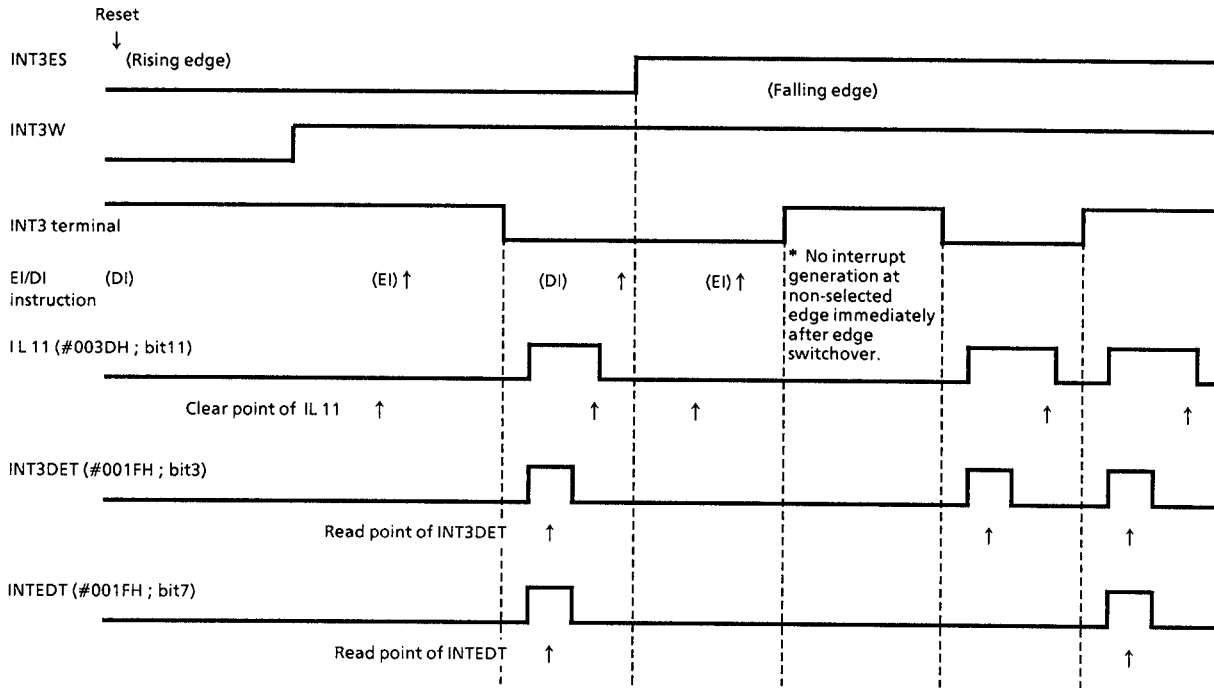 Reset
↓
INT3ES (Rising edge)
(Falling edge)
INT3W
INT3 terminal
EI/DI instruction (DI) (EI)↑ (DI) ↑ (EI)↑
* No interrupt
generation at
non-selected
edge immediately
after edge
switchover.
IL 11 (#003DH ; bit11)
Clear point of IL 11 ↑ ↑ ↑ ↑ ↑
INT3DET (#001FH ; bit3)
Read point of INT3DET ↑ ↑ ↑
INTEDT (#001FH ; bit7)
Read point of INTEDT ↑ ↑